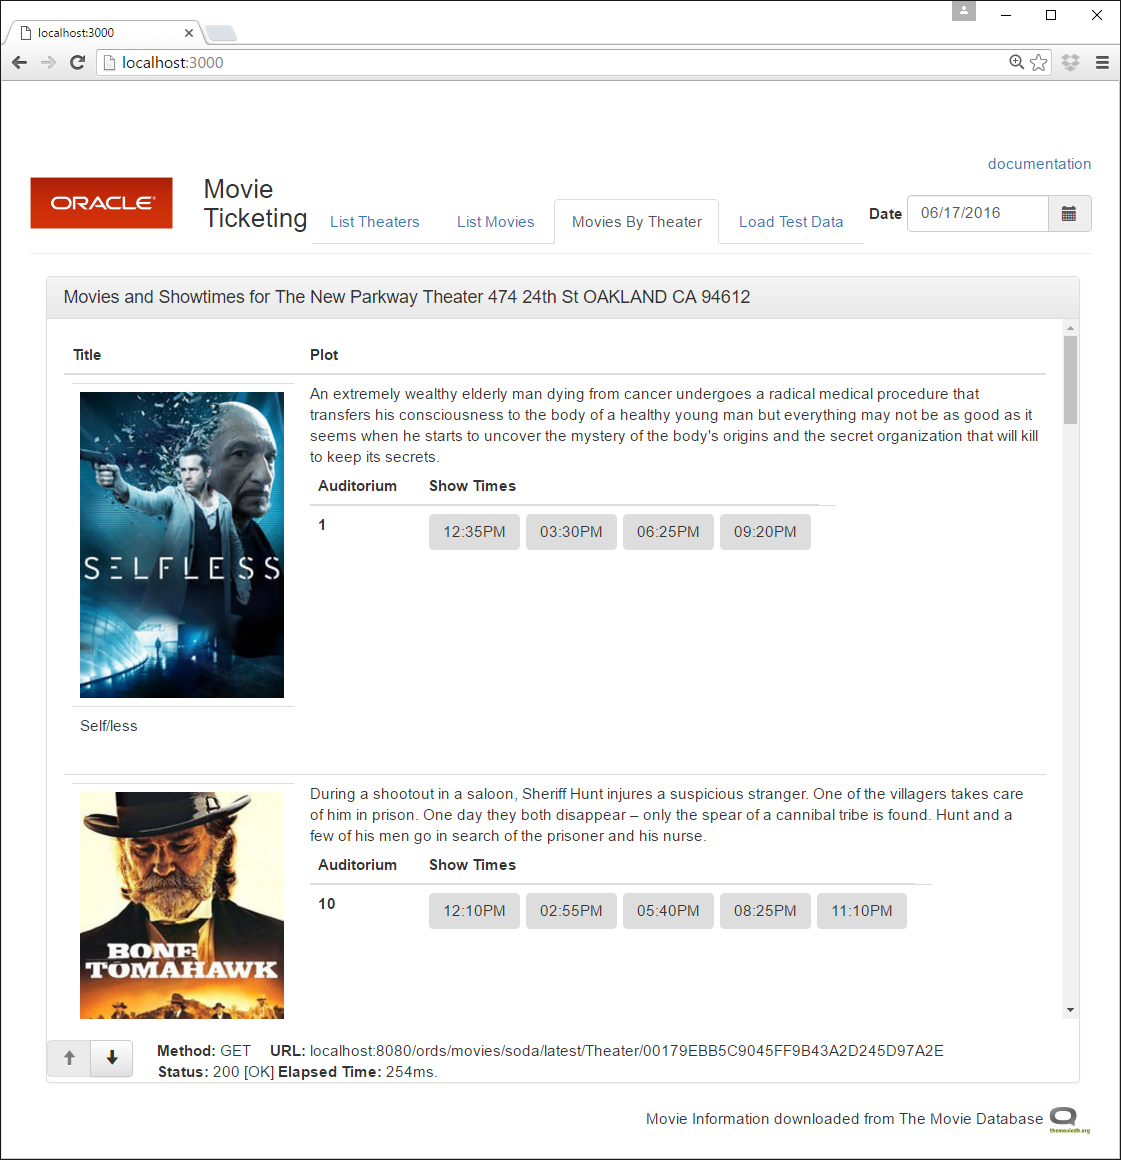 localhost:3000
localhost:3000
documentation
ORACLE®
Movie
Ticketing
List Theaters
List Movies
Movies By Theater
Load Test Data
Date
06/17/2016
Movies and Showtimes for The New Parkway Theater 474 24th St OAKLAND CA 94612
Title Plot
An extremely wealthy elderly man dying from cancer undergoes a radical medical procedure that
transfers his consciousness to the body of a healthy young man but everything may not be as good as it
seems when he starts to uncover the mystery of the body's origins and the secret organization that will kill
to keep its secrets.
Auditorium Show Times
1 12:35PM 03:30PM 06:25PM 09:20PM
SELFLESS
Self/less
During a shootout in a saloon, Sheriff Hunt injures a suspicious stranger. One of the villagers takes care
of him in prison. One day they both disappear – only the spear of a cannibal tribe is found. Hunt and a
few of his men go in search of the prisoner and his nurse.
Auditorium Show Times
10 12:10PM 02:55PM 05:40PM 08:25PM 11:10PM
BONE
TOMAHAWK
Method: GET URL: localhost:8080/ords/movies/soda/latest/Theater/00179EBB5C9045FF9B43A2D245D97A2E
Status: 200 [OK] Elapsed Time: 254ms.
Movie Information downloaded from The Movie Database
themoviedb.org